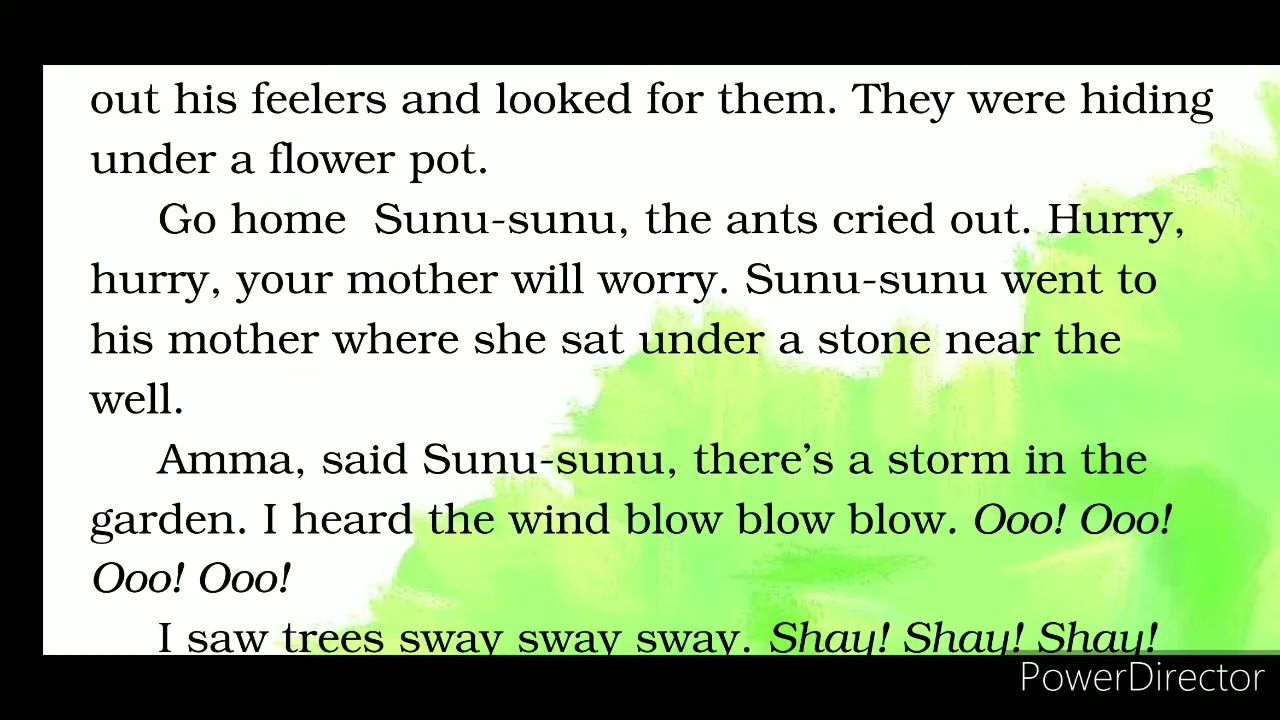 out his feelers and looked for them. They were hiding
under a flower pot.
Go home Sunu-sunu, the ants cried out. Hurry,
hurry, your mother will worry. Sunu-sunu went to
his mother where she sat under a stone near the
well.
Amma, said Sunu-sunu, there's a storm in the
garden. I heard the wind blow blow blow. Ooo! Ooo!
Ooo! Ooo!
I saw trees sway sway sway. Shay! Shay! Shay!
PowerDirector